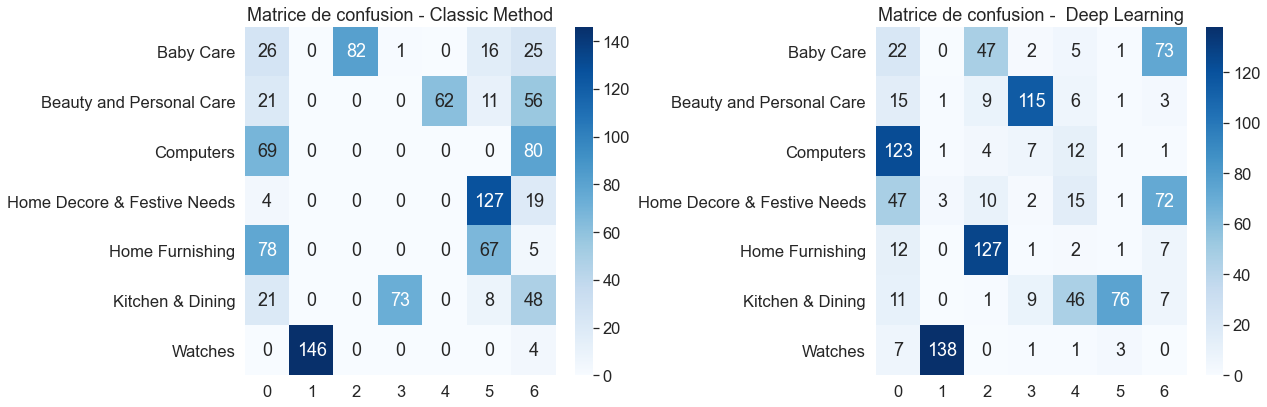 Matrice de confusion - Classic Method
Baby Care 26 0 82 1 0 16 25
Beauty and Personal Care 21 0 0 0 62 11 56
Computers 69 0 0 0 0 0 80
Home Decore & Festive Needs 4 0 0 0 0 127 19
Home Furnishing 78 0 0 0 0 67 5
Kitchen & Dining 21 0 0 73 0 8 48
Watches 0 146 0 0 0 0 4
0 1 2 3 4 5 6
140
120
100
80
60
40
20
0
Matrice de confusion -  Deep Learning
Baby Care 22 0 47 2 5 1 73
Beauty and Personal Care 15 1 9 115 6 1 3
Computers 123 1 4 7 12 1 1
Home Decore & Festive Needs 47 3 10 2 15 1 72
Home Furnishing 12 0 127 1 2 1 7
Kitchen & Dining 11 0 1 9 46 76 7
Watches 7 138 0 1 1 3 0
0 1 2 3 4 5 6
120
100
80
60
40
20
0